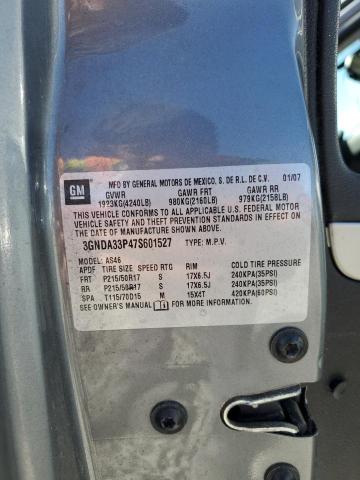 GM
MFD BY GENERAL MOTORS DE MEXICO, S. DE R.L. DE C.V. 01/07
GVWR GAWR FRT GAWR RR
1923KG(4240LB) 980KG(2160LB) 979KG(2158LB)
THIS VEHICLE CONFORMS TO ALL APPLICABLE U.S. FEDERAL MOTOR
VEHICLE SAFETY AND THEFT PREVENTION STANDARDS IN EFFECT
ON THE DATE OF MANUFACTURE SHOWN ABOVE.
3GNDA33P47S601527 TYPE: M.P.V.
MODEL: AS46
APDF TIRE SIZE SPEED RTG RIM COLD TIRE PRESSURE
FRT P215/50R17 S 17X6.5J 240KPA(35PSI)
RR P215/50R17 S 17X6.5J 240KPA(35PSI)
SPA T115/70D15 M 15X4T 420KPA(60PSI)
SEE OWNER'S MANUAL FOR MORE INFORMATION